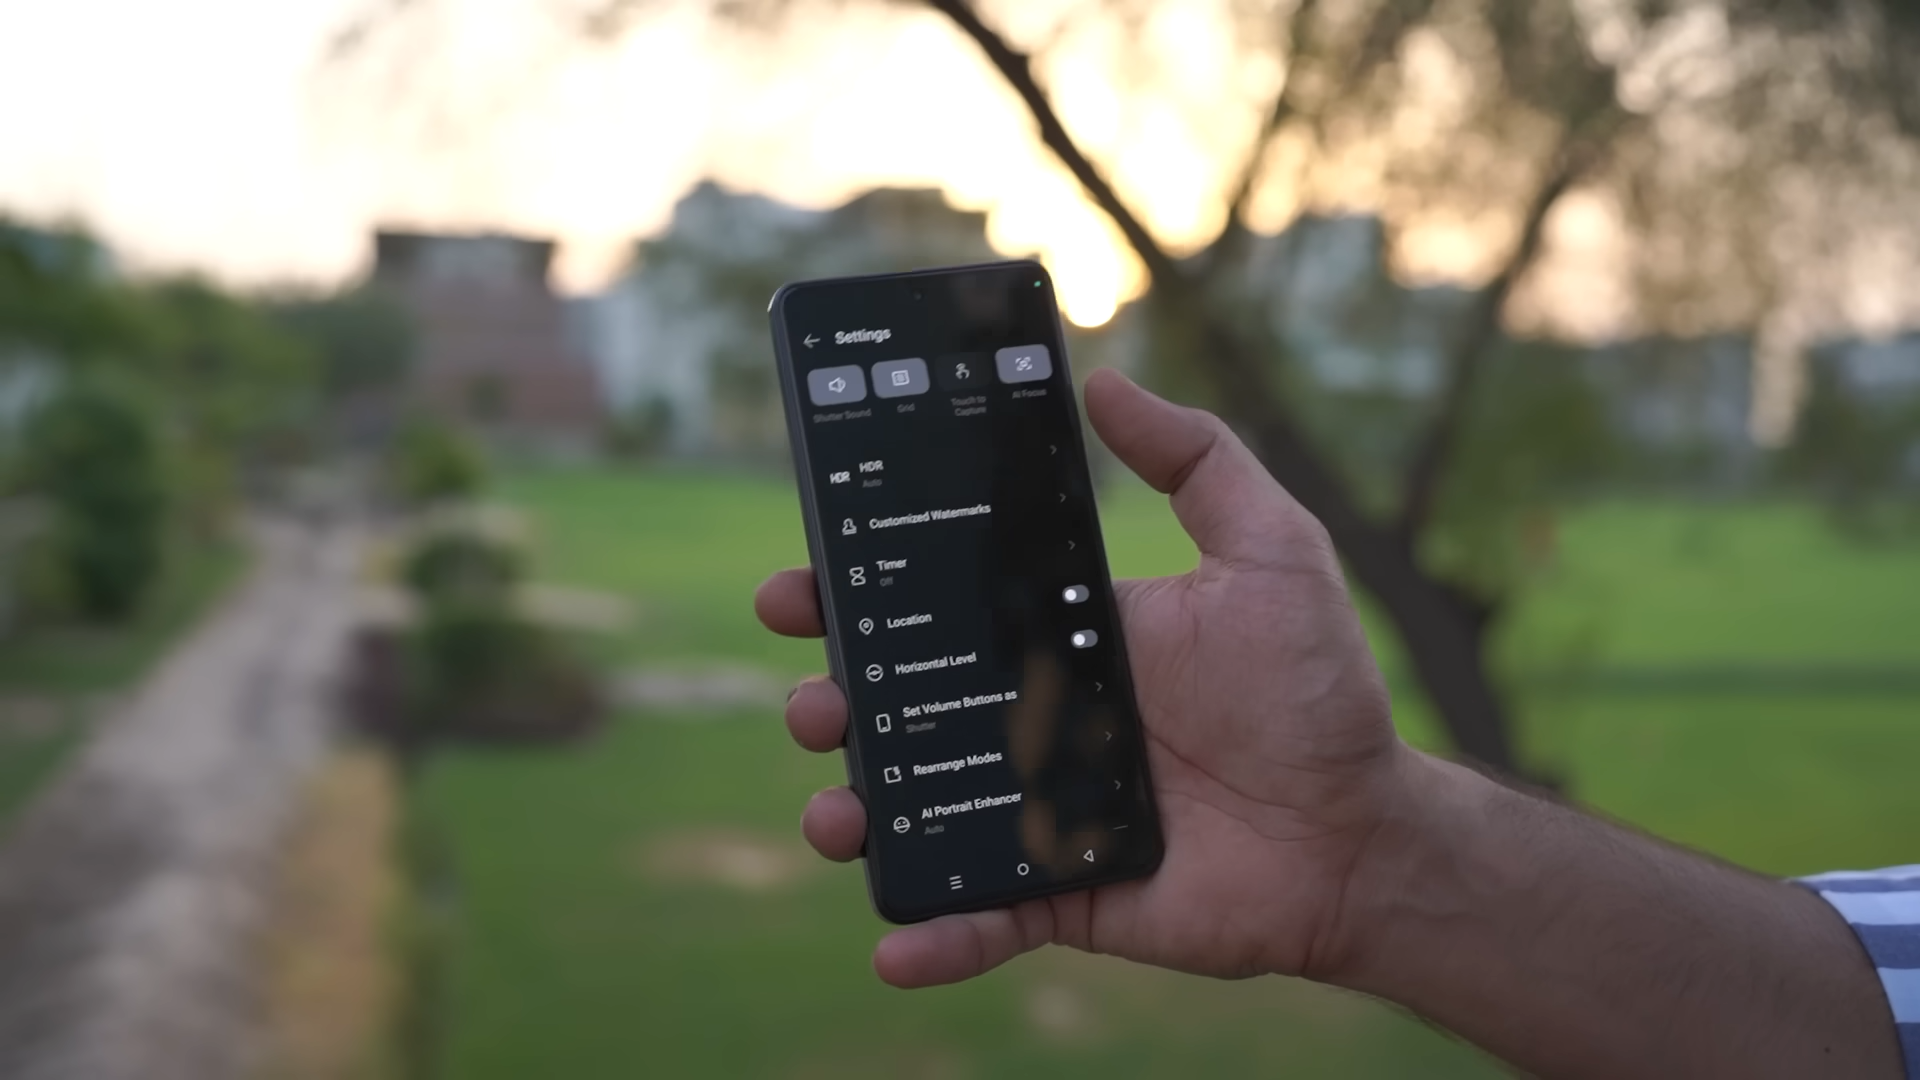 Settings
Shutter Sound
Grid
Touch to
Capture
AI Focus
HDR
HDR
Auto
Customized Watermarks
Timer
Off
Location
Horizontal Level
Set Volume Buttons as
Shutter
Rearrange Modes
AI Portrait Enhancer
Auto